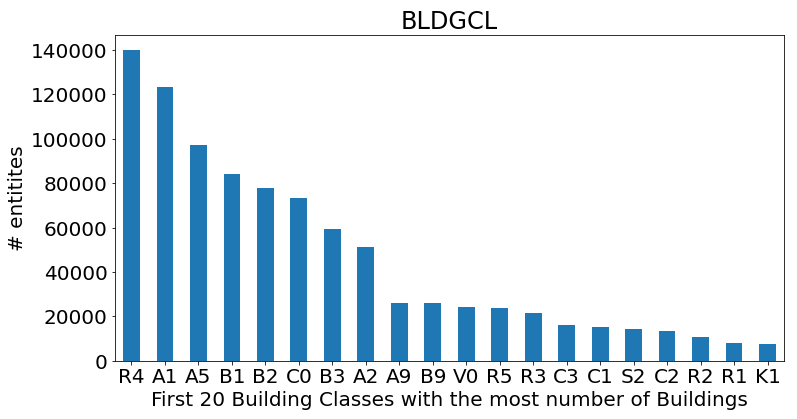 BLDGCL
# entitites
140000
120000
100000
80000
60000
40000
20000
0
R4 A1 A5 B1 B2 C0 B3 A2 A9 B9 V0 R5 R3 C3 C1 S2 C2 R2 R1 K1
First 20 Building Classes with the most number of Buildings